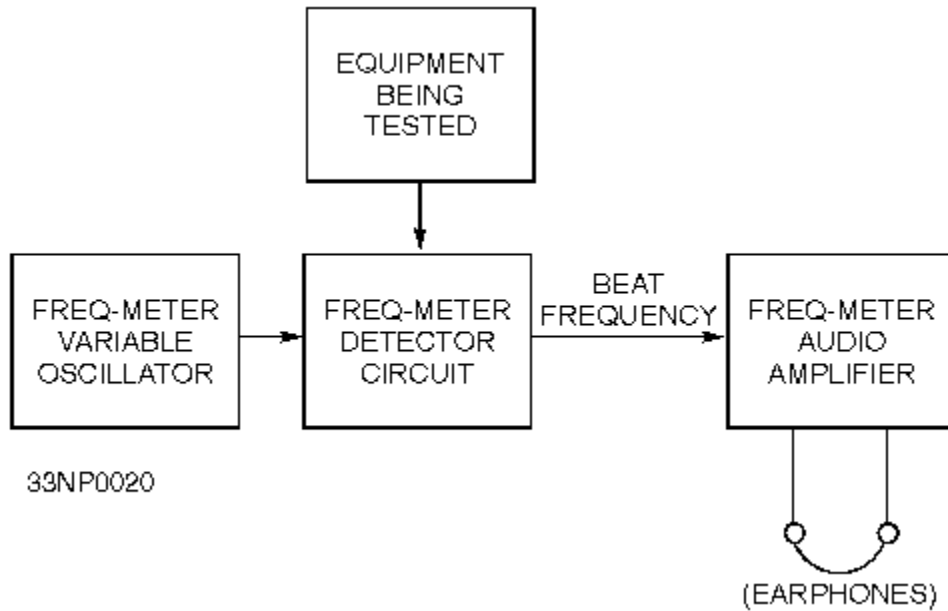 EQUIPMENT
BEING
TESTED
FREQ-METER
VARIABLE
OSCILLATOR
FREQ-METER
DETECTOR
CIRCUIT
BEAT
FREQUENCY
FREQ-METER
AUDIO
AMPLIFIER
33NP0020
(EARPHONES)